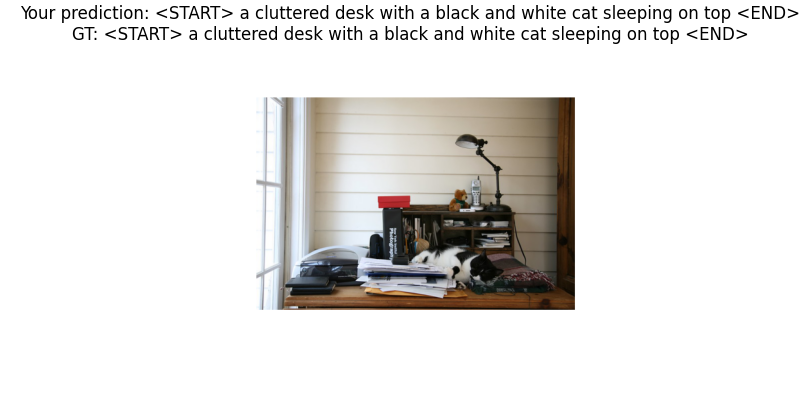 Your prediction: <START> a cluttered desk with a black and white cat sleeping on top <END>
GT: <START> a cluttered desk with a black and white cat sleeping on top <END>